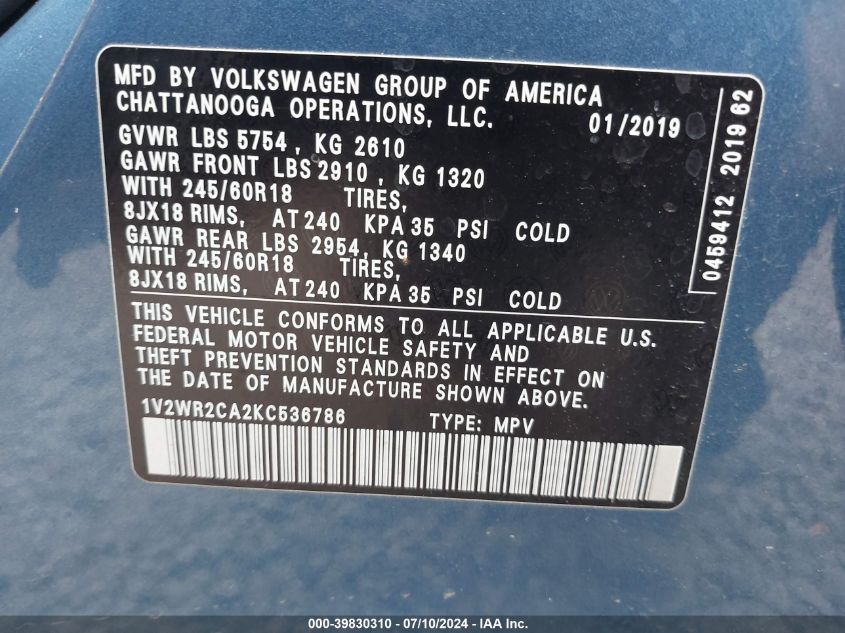 MFD BY VOLKSWAGEN GROUP OF AMERICA
CHATTANOOGA OPERATIONS, LLC. 01/2019
GVWR LBS 5754, KG 2610
GAWR FRONT LBS 2910, KG 1320
WITH 245/60R18 TIRES,
8JX18 RIMS, AT 240 KPA 35 PSI COLD
GAWR REAR LBS 2954, KG 1340
WITH 245/60R18 TIRES,
8JX18 RIMS, AT 240 KPA 35 PSI COLD
THIS VEHICLE CONFORMS TO ALL APPLICABLE U.S.
FEDERAL MOTOR VEHICLE SAFETY AND
THEFT PREVENTION STANDARDS IN EFFECT ON
THE DATE OF MANUFACTURE SHOWN ABOVE.
1V2WR2CA2KC536786 TYPE: MPV
0459412 2019 62
000-39830310 - 07/10/2024 - IAA Inc.